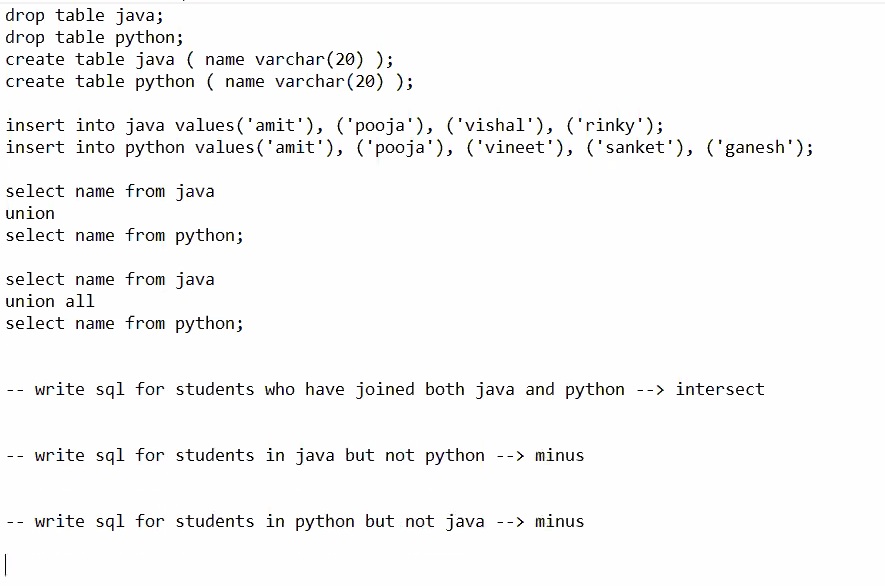 drop table java;
drop table python;
create table java ( name varchar(20) );
create table python ( name varchar(20) );
insert into java values('amit'), ('pooja'), ('vishal'), ('rinky');
insert into python values('amit'), ('pooja'), ('vineet'), ('sanket'), ('ganesh');
select name from java
union
select name from python;
select name from java
union all
select name from python;
-- write sql for students who have joined both java and python --> intersect
-- write sql for students in java but not python --> minus
-- write sql for students in python but not java --> minus